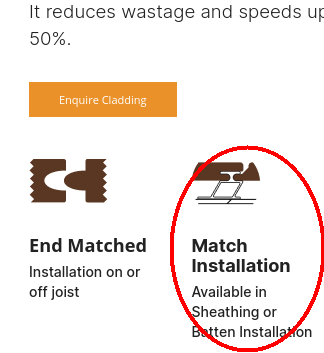 It reduces wastage and speeds up
50%.
Enquire Cladding
End Matched
Installation on or
off joist
Match
Installation
Available in
Sheathing or
Batten Installation